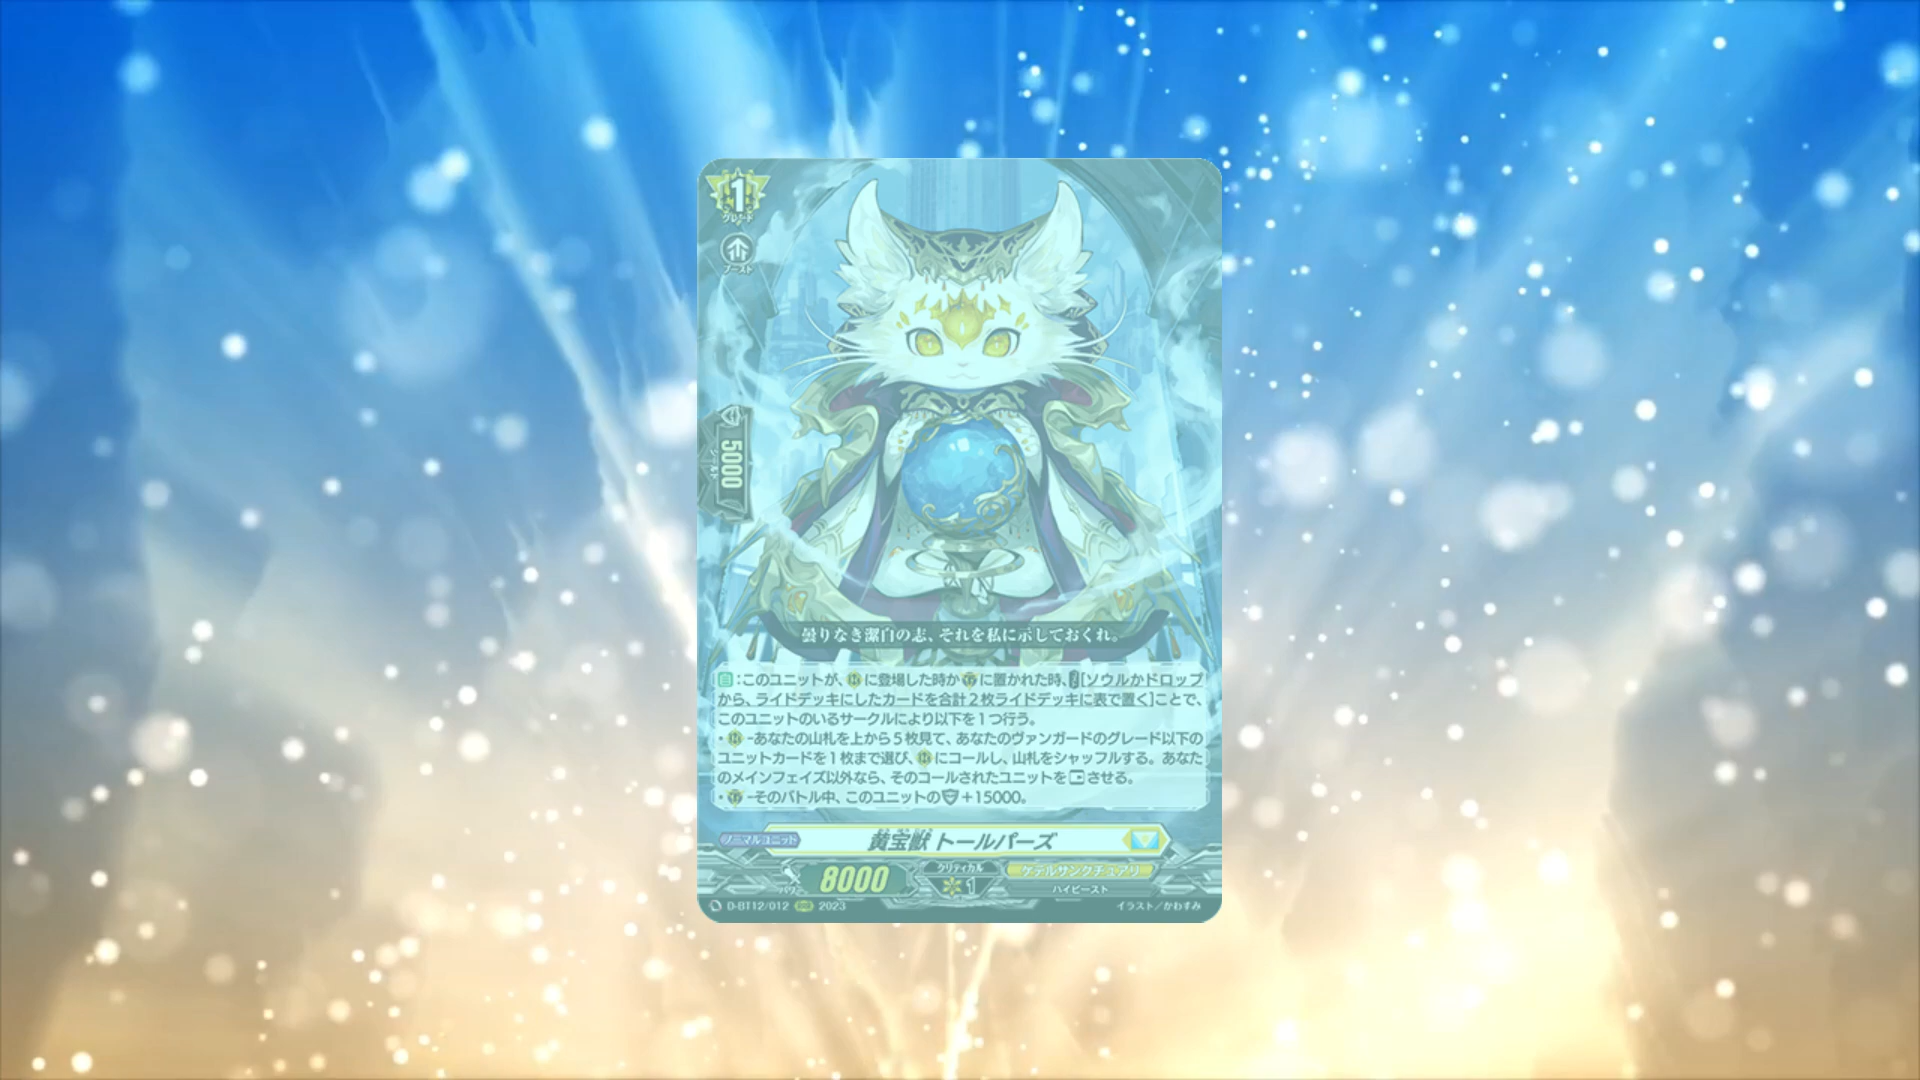 1
グレード
ブースト
5000
シールド
曇りなき潔白の志、それを私に示しておくれ。
自:このユニットが、Rに登場した時かGに置かれた時、[ソウルかドロップ
から、ライドデッキにしたカードを合計2枚ライドデッキに表で置く]ことで、
このユニットのいるサークルにより以下を1つ行う。
・R-あなたの山札を上から5枚見て、あなたのヴァンガードのグレード以下の
ユニットカードを1枚まで選び、Rにコールし、山札をシャッフルする。あなた
のメインフェイズ以外なら、そのコールされたユニットをさせる。
・G-そのバトル中、このユニットの+15000。
ノーマルユニット
黄宝獣 トールパーズ
パワー 8000
クリティカル
1
ケテルサンクチュアリ
ハイビースト
D-BT12/012 RRR 2023
イラスト/かわすみ